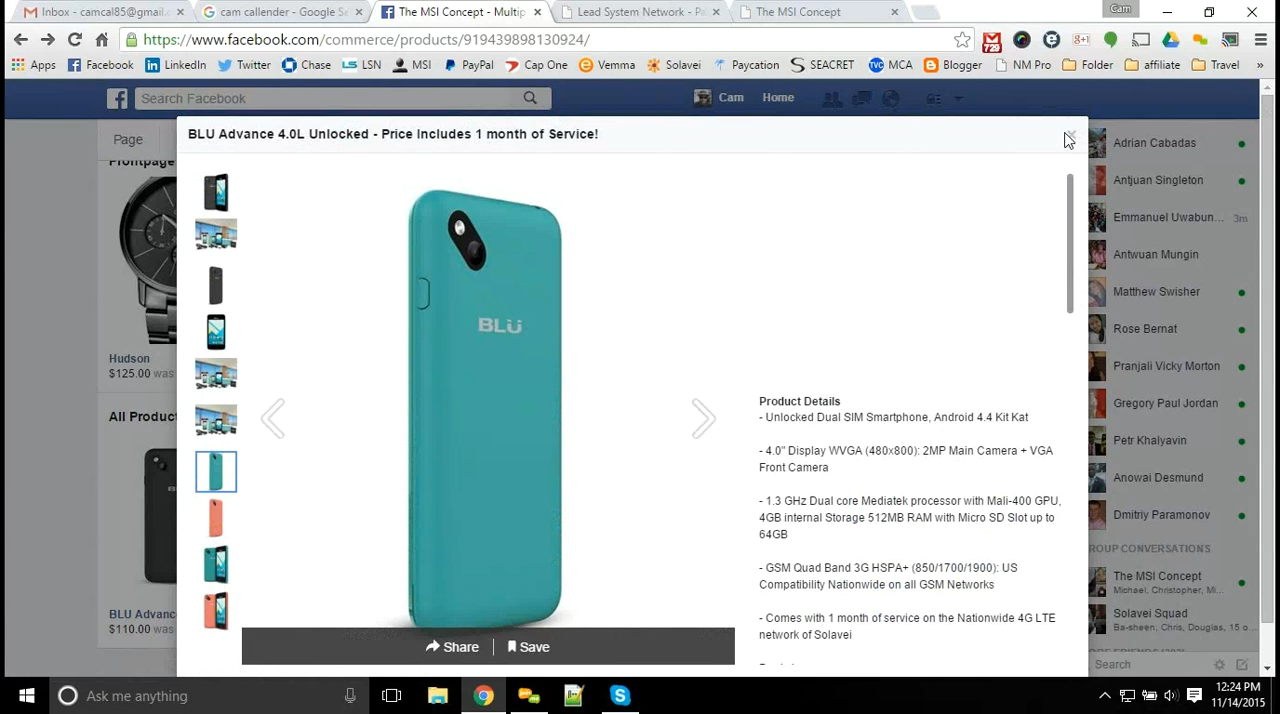 Inbox - camcal85@gmail.c
cam callender - Google Se
The MSI Concept - Multip
Lead System Network - Pa
The MSI Concept
Cam
https://www.facebook.com/commerce/products/919439898130924/
729
Apps
Facebook
LinkedIn
Twitter
Chase
LSN
MSI
PayPal
Cap One
Vemma
Solavei
Paycation
SEACRET
MCA
Blogger
NM Pro
Folder
affiliate
Travel
»
Search Facebook
Cam
Home
Page
BLU Advance 4.0L Unlocked - Price Includes 1 month of Service!
Frontpage
Hudson
$125.00 was
All Produc
BLU Advanc
$110.00 was
BLU
Share
Save
Product Details
- Unlocked Dual SIM Smartphone, Android 4.4 Kit Kat
- 4.0" Display WVGA (480x800): 2MP Main Camera + VGA
Front Camera
- 1.3 GHz Dual core Mediatek processor with Mali-400 GPU,
4GB internal Storage 512MB RAM with Micro SD Slot up to
64GB
- GSM Quad Band 3G HSPA+ (850/1700/1900): US
Compatibility Nationwide on all GSM Networks
- Comes with 1 month of service on the Nationwide 4G LTE
network of Solavei
Adrian Cabadas
Antjuan Singleton
Emmanuel Uwabun... 3m
Antwuan Mungin
Matthew Swisher
Rose Bernat
Pranjali Vicky Morton
Gregory Paul Jordan
Petr Khalyavin
Anowai Desmund
Dmitriy Paramonov
ROUP CONVERSATIONS
The MSI Concept
Michael, Christopher, Mi...
Solavei Squad
Ba-sheen, Chris, Douglas, 15 o...
Search
Ask me anything
12:24 PM
11/14/2015